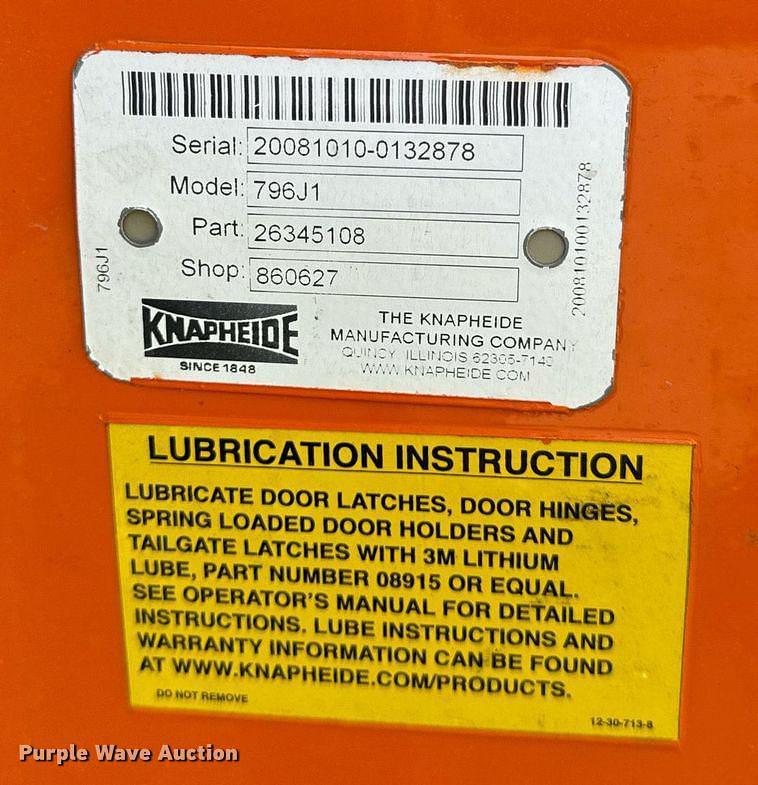 Serial: 20081010-0132878
Model: 796J1
Part: 26345108
Shop: 860627
796J1
200810100132878
KNAPHEIDE
SINCE 1848
THE KNAPHEIDE
MANUFACTURING COMPANY
QUINCY, ILLINOIS 62305-7140
WWW.KNAPHEIDE.COM
LUBRICATION INSTRUCTION
LUBRICATE DOOR LATCHES, DOOR HINGES,
SPRING LOADED DOOR HOLDERS AND
TAILGATE LATCHES WITH 3M LITHIUM
LUBE, PART NUMBER 08915 OR EQUAL.
SEE OPERATOR'S MANUAL FOR DETAILED
INSTRUCTIONS. LUBE INSTRUCTIONS AND
WARRANTY INFORMATION CAN BE FOUND
AT WWW.KNAPHEIDE.COM/PRODUCTS.
DO NOT REMOVE
12-30-713-8
Purple Wave Auction